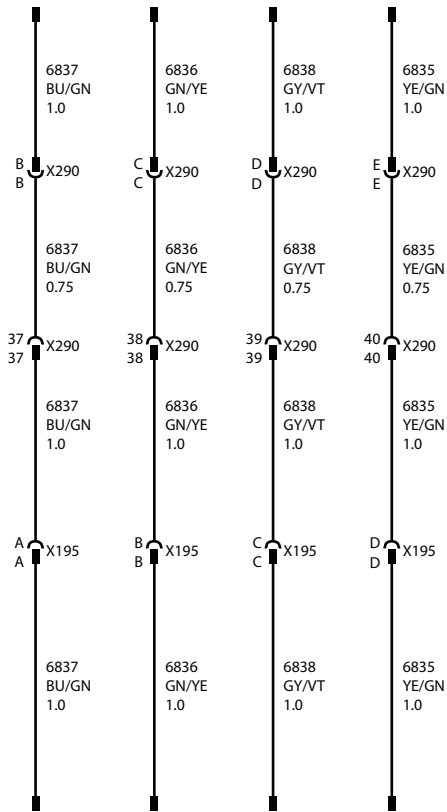 6837
BU/GN
1.0
6836
GN/YE
1.0
6838
GY/VT
1.0
6835
YE/GN
1.0
B
B
X290
C
C
X290
D
D
X290
E
E
X290
6837
BU/GN
0.75
6836
GN/YE
0.75
6838
GY/VT
0.75
6835
YE/GN
0.75
37
37
X290
38
38
X290
39
39
X290
40
40
X290
6837
BU/GN
1.0
6836
GN/YE
1.0
6838
GY/VT
1.0
6835
YE/GN
1.0
A
A
X195
B
B
X195
C
C
X195
D
D
X195
6837
BU/GN
1.0
6836
GN/YE
1.0
6838
GY/VT
1.0
6835
YE/GN
1.0